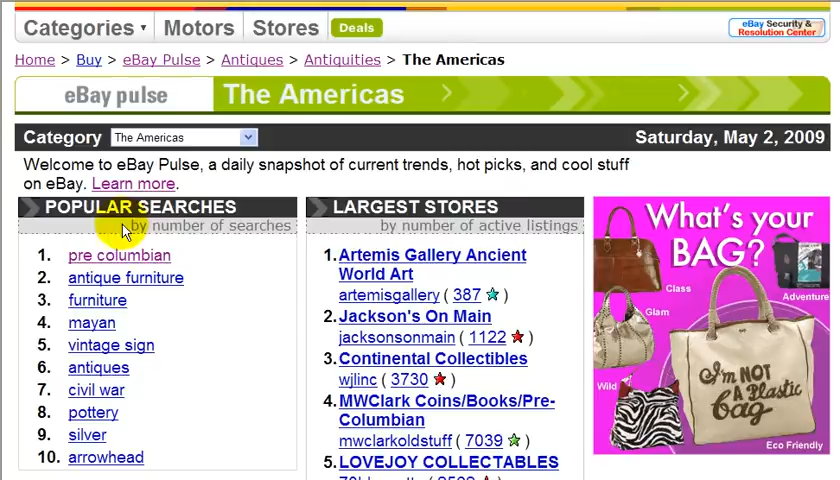 Categories Motors Stores Deals
eBay Security &
Resolution Center
Home > Buy > eBay Pulse > Antiques > Antiquities > The Americas
eBay pulse The Americas
Category The Americas Saturday, May 2, 2009
Welcome to eBay Pulse, a daily snapshot of current trends, hot picks, and cool stuff
on eBay. Learn more.
POPULAR SEARCHES
by number of searches
1. pre columbian
2. antique furniture
3. furniture
4. mayan
5. vintage sign
6. antiques
7. civil war
8. pottery
9. silver
10. arrowhead
LARGEST STORES
by number of active listings
1. Artemis Gallery Ancient
World Art
artemisgallery ( 387 )
2. Jackson's On Main
jacksonsonmain ( 1122 )
3. Continental Collectibles
wjlinc ( 3730 )
4. MWClark Coins/Books/Pre-
Columbian
mwclarkoldstuff ( 7039 )
5. LOVEJOY COLLECTABLES
What's your
BAG?
Class
Adventure
Glam
Wild
I'm NOT
A Plastic
bag
Eco Friendly